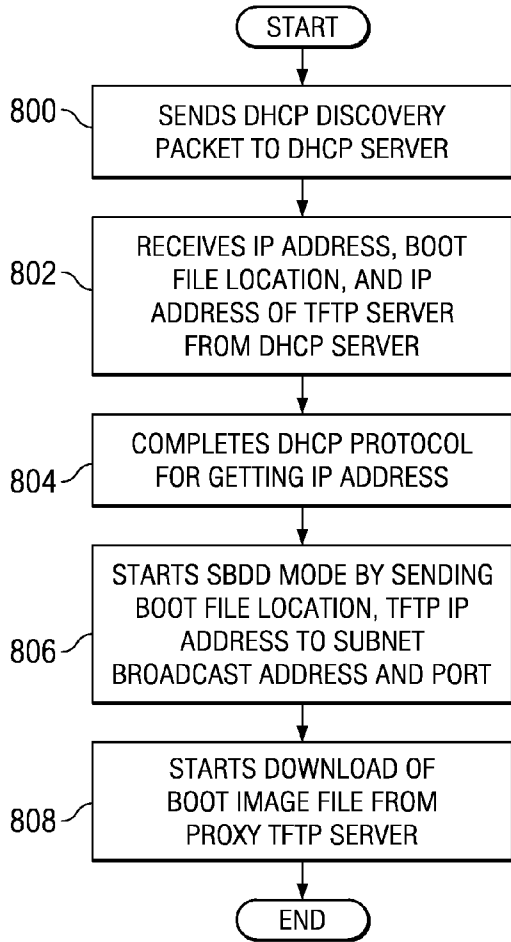 START
800
SENDS DHCP DISCOVERY
PACKET TO DHCP SERVER
802
RECEIVES IP ADDRESS, BOOT
FILE LOCATION, AND IP
ADDRESS OF TFTP SERVER
FROM DHCP SERVER
804
COMPLETES DHCP PROTOCOL
FOR GETTING IP ADDRESS
806
STARTS SBDD MODE BY SENDING
BOOT FILE LOCATION, TFTP IP
ADDRESS TO SUBNET
BROADCAST ADDRESS AND PORT
808
STARTS DOWNLOAD OF
BOOT IMAGE FILE FROM
PROXY TFTP SERVER
END